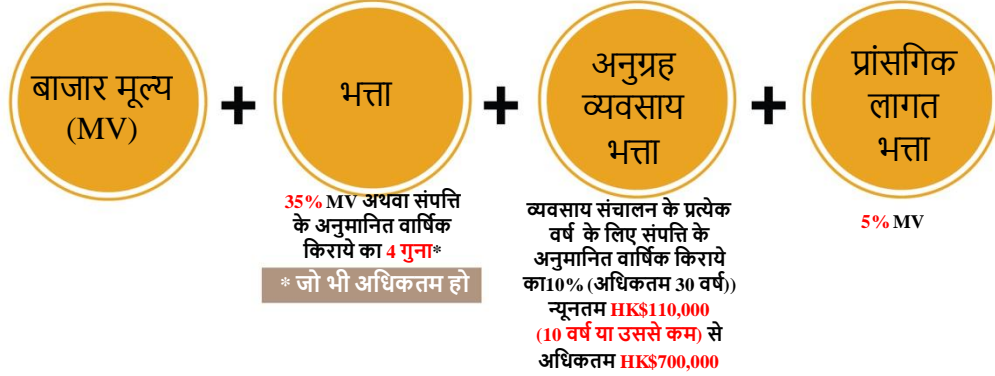 बाजार मूल्य
(MV)
+
भत्ता
+
अनुग्रह
व्यवसाय
भत्ता
+
प्रांसगिक
लागत
भत्ता
35% MV अथवा संपत्ति
के अनुमानित वार्षिक
किराये का 4 गुना*
* जो भी अधिकतम हो
व्यवसाय संचालन के प्रत्येक
वर्ष के लिए संपत्ति के
अनुमानित वार्षिक किराये
का10% (अधिकतम 30 वर्ष))
न्यूनतम HK$110,000
(10 वर्ष या उससे कम) से
अधिकतम HK$700,000
5% MV